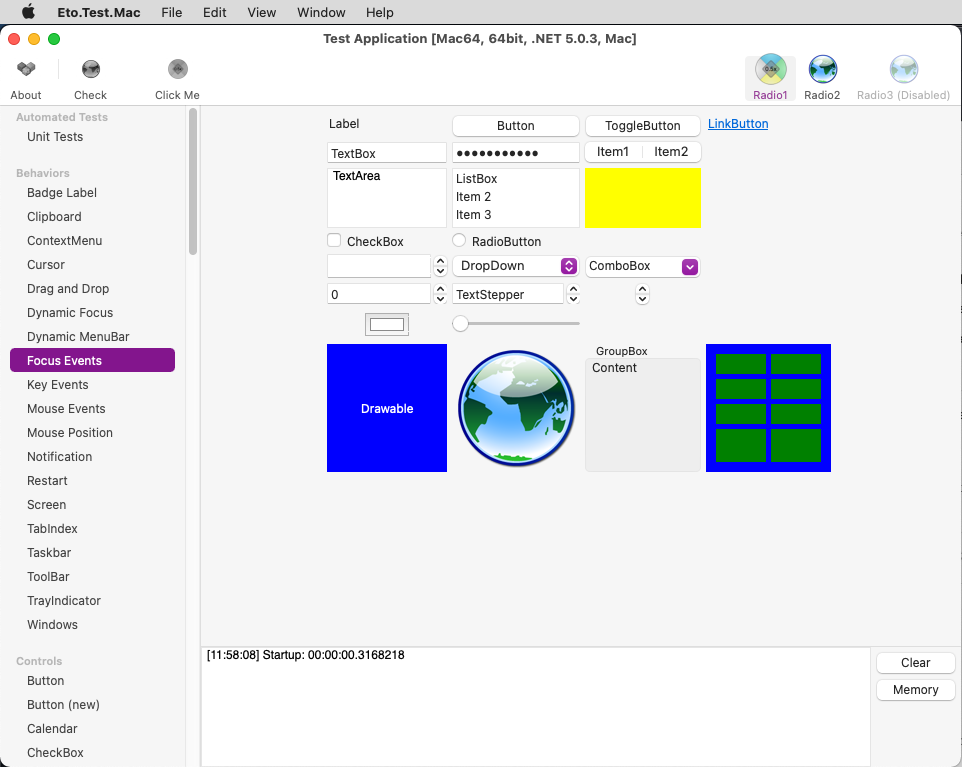 Eto.Test.Mac File Edit View Window Help
Test Application [Mac64, 64bit, .NET 5.0.3, Mac]
About Check Click Me Radio1 Radio2 Radio3 (Disabled)
0.5x
Automated Tests
Unit Tests
Behaviors
Badge Label
Clipboard
ContextMenu
Cursor
Drag and Drop
Dynamic Focus
Dynamic MenuBar
Focus Events
Key Events
Mouse Events
Mouse Position
Notification
Restart
Screen
TabIndex
Taskbar
ToolBar
TrayIndicator
Windows
Controls
Button
Button (new)
Calendar
CheckBox
Label Button ToggleButton LinkButton
TextBox ●●●●●●●●●●● Item1 Item2
TextArea
ListBox
Item 2
Item 3
CheckBox RadioButton
DropDown ComboBox
0 TextStepper
Drawable
GroupBox
Content
[11:58:08] Startup: 00:00:00.3168218
Clear
Memory